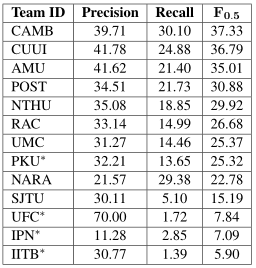 Team ID Precision Recall F0.5
CAMB 39.71 30.10 37.33
CUUI 41.78 24.88 36.79
AMU 41.62 21.40 35.01
POST 34.51 21.73 30.88
NTHU 35.08 18.85 29.92
RAC 33.14 14.99 26.68
UMC 31.27 14.46 25.37
PKU* 32.21 13.65 25.32
NARA 21.57 29.38 22.78
SJTU 30.11 5.10 15.19
UFC* 70.00 1.72 7.84
IPN* 11.28 2.85 7.09
IITB* 30.77 1.39 5.90